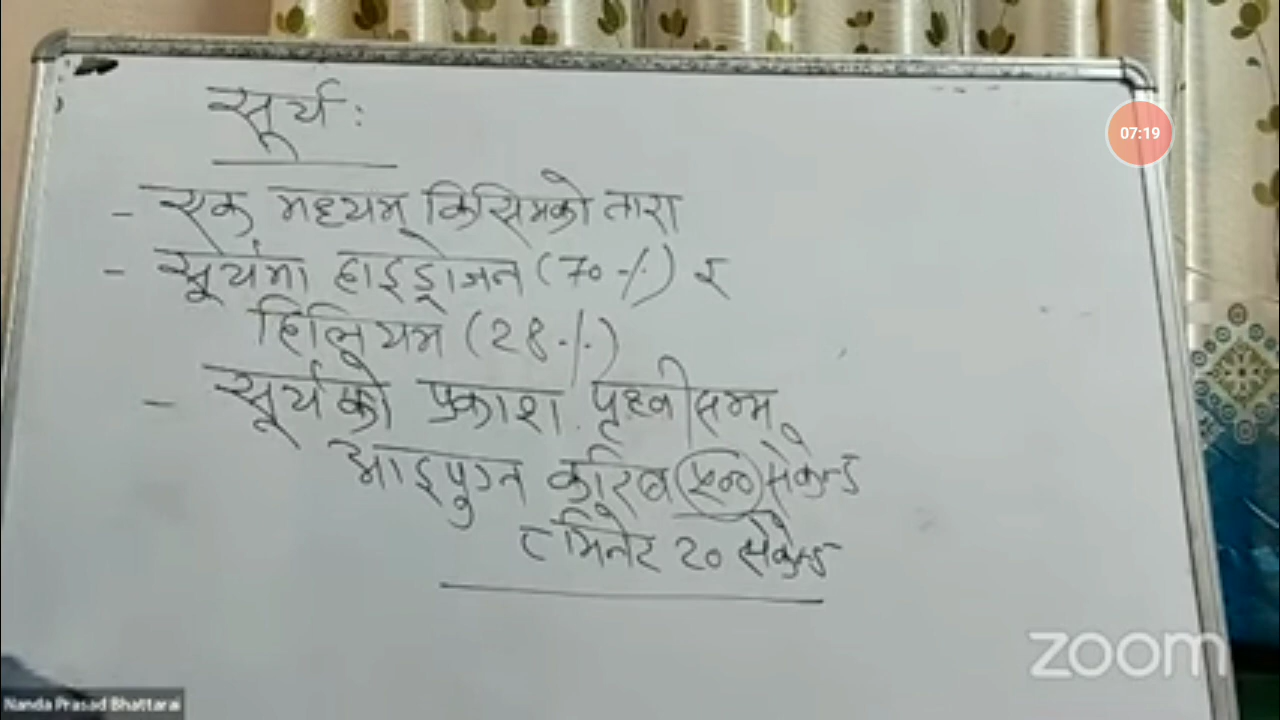 सूर्य :
07:19
- एक मध्यम् किसिमको तारा
- सूर्यमा हाइड्रोजन (70%) र
हिलियम (28%)
- सूर्यको प्रकाश पृथ्वीसम्म
आइपुग्न करिब ५०० सेकेन्ड
८ मिनेट २० सेकेन्ड
zoom
Nanda Prasad Bhattarai